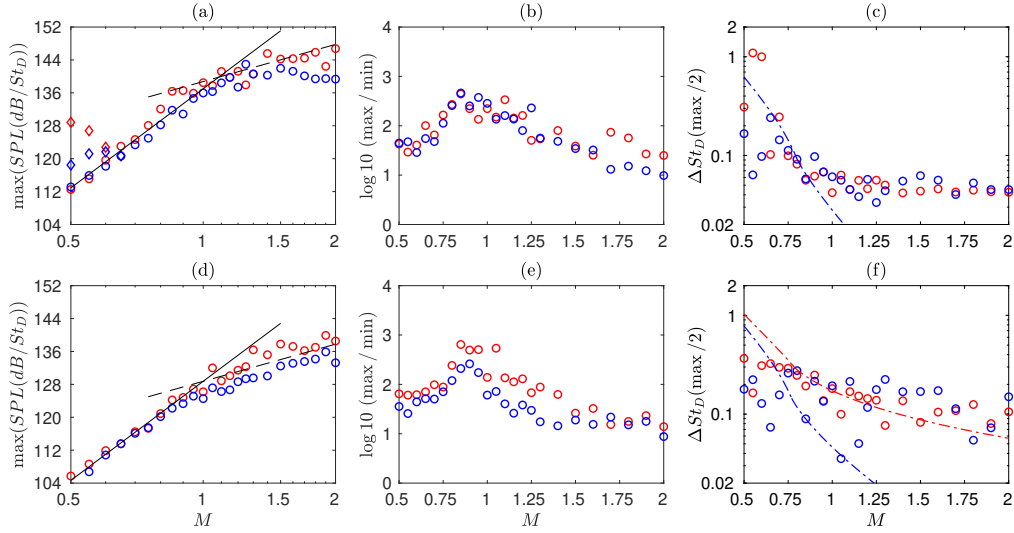 (a) (b) (c)
max(SPL(dB/St_D))
152
144
136
128
120
112
104
0.5 1 1.5 2
M
log10 (max / min)
4
3
2
1
0
0.5 0.75 1 1.25 1.5 1.75 2
ΔSt_D(max /2)
2
1
0.1
0.02
0.5 0.75 1 1.25 1.5 1.75 2
(d) (e) (f)
max(SPL(dB/St_D))
152
144
136
128
120
112
104
0.5 1 1.5 2
M
log10 (max / min)
4
3
2
1
0
0.5 0.75 1 1.25 1.5 1.75 2
M
ΔSt_D(max /2)
2
1
0.1
0.02
0.5 0.75 1 1.25 1.5 1.75 2
M